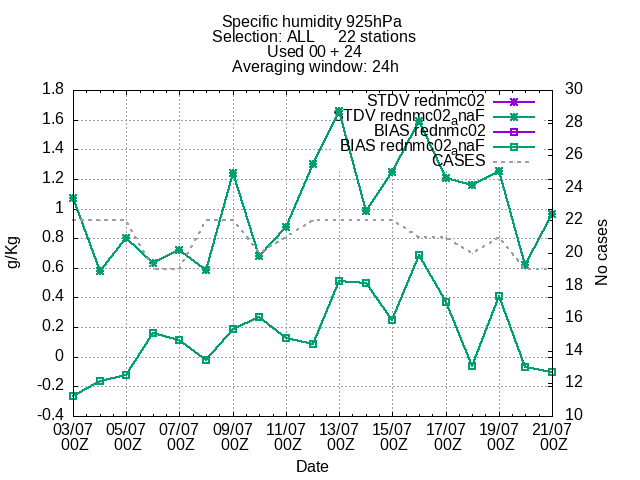 Specific humidity 925hPa
Selection: ALL 22 stations
Used 00 + 24
Averaging window: 24h
1.8
1.6
1.4
1.2
1
0.8
0.6
0.4
0.2
0
-0.2
-0.4
g/Kg
30
28
26
24
22
20
18
16
14
12
10
No cases
STDV rednmc02
STDV rednmc02anaF
BIAS rednmc02
BIAS rednmc02anaF
CASES
03/07 05/07 07/07 09/07 11/07 13/07 15/07 17/07 19/07 21/07
00Z 00Z 00Z 00Z 00Z 00Z 00Z 00Z 00Z 00Z
Date